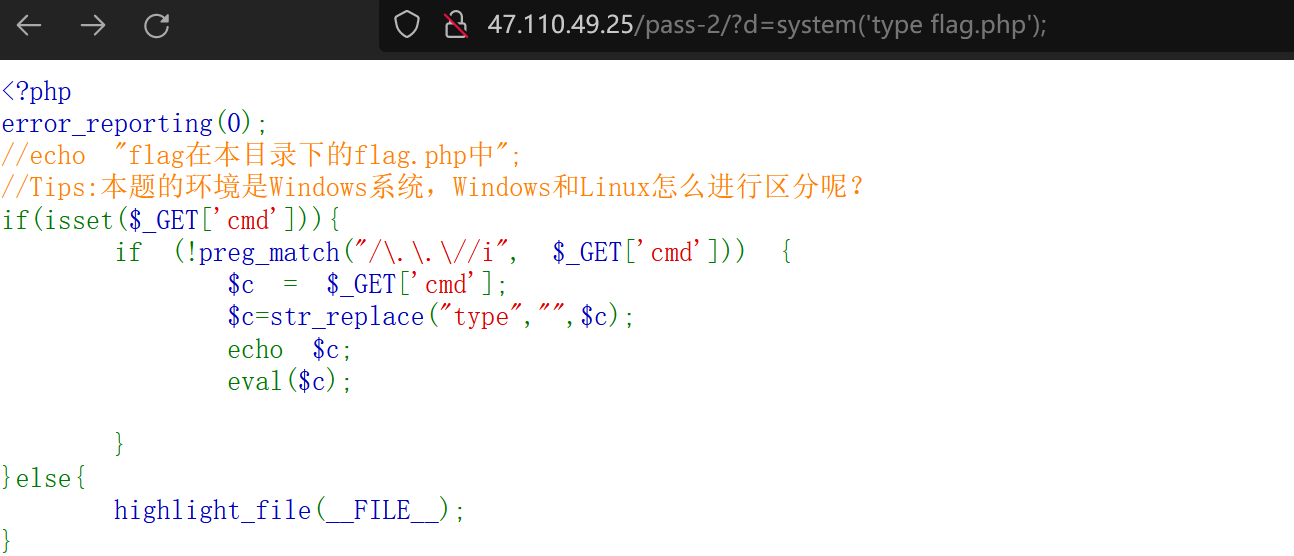 47.110.49.25/pass-2/?d=system('type flag.php');
<?php
error_reporting(0);
//echo "flag在本目录下的flag.php中";
//Tips:本题的环境是Windows系统，Windows和Linux怎么进行区分呢？
if(isset($_GET['cmd'])){
if (!preg_match("/\.\.\//i", $_GET['cmd'])) {
$c = $_GET['cmd'];
$c=str_replace("type","",$c);
echo $c;
eval($c);
}
}else{
highlight_file(__FILE__);
}